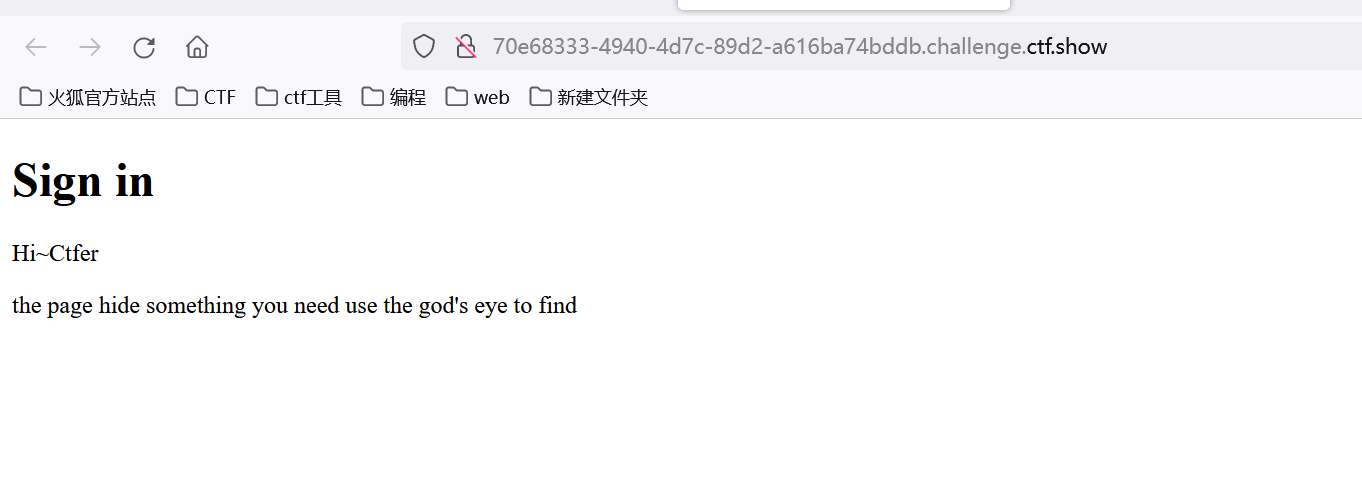 70e68333-4940-4d7c-89d2-a616ba74bddb.challenge.ctf.show
火狐官方站点 CTF ctf工具 编程 web 新建文件夹
Sign in
Hi~Ctfer
the page hide something you need use the god's eye to find